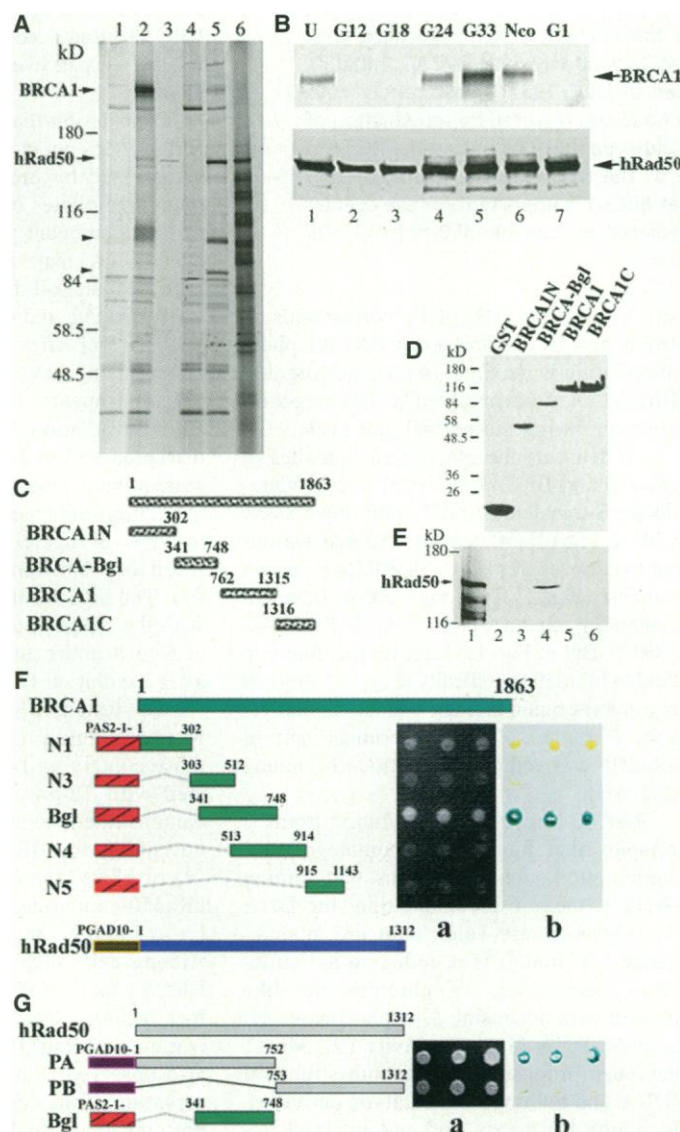 A
1 2 3 4 5 6
kD
BRCA1
180
hRad50
116
84
58.5
48.5
B
U G12 G18 G24 G33 Nco G1
BRCA1
hRad50
1 2 3 4 5 6 7
C
1 1863
302
BRCA1N
341 748
BRCA-Bgl
762 1315
BRCA1
1316
BRCA1C
D
GST
BRCA1N
BRCA-Bgl
BRCA1
BRCA1C
kD
180
116
84
58
48.5
36
26
E
180
hRad50
116
1 2 3 4 5 6
F
1 1863
BRCA1
PAS2-1- 1 302
N1
303 512
N3
341 748
Bgl
513 914
N4
915 1143
N5
PGAD10- 1 1312
hRad50
a b
G
1 1312
hRad50
PGAD10-1 752
PA
753 1312
PB
PAS2-1- 341 748
Bgl
a b